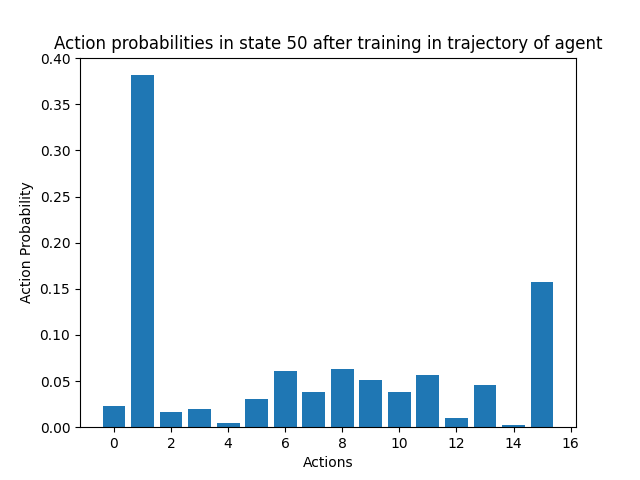 Action probabilities in state 50 after training in trajectory of agent
0.40
0.35
0.30
0.25
0.20
0.15
0.10
0.05
0.00
Action Probability
0 2 4 6 8 10 12 14 16
Actions